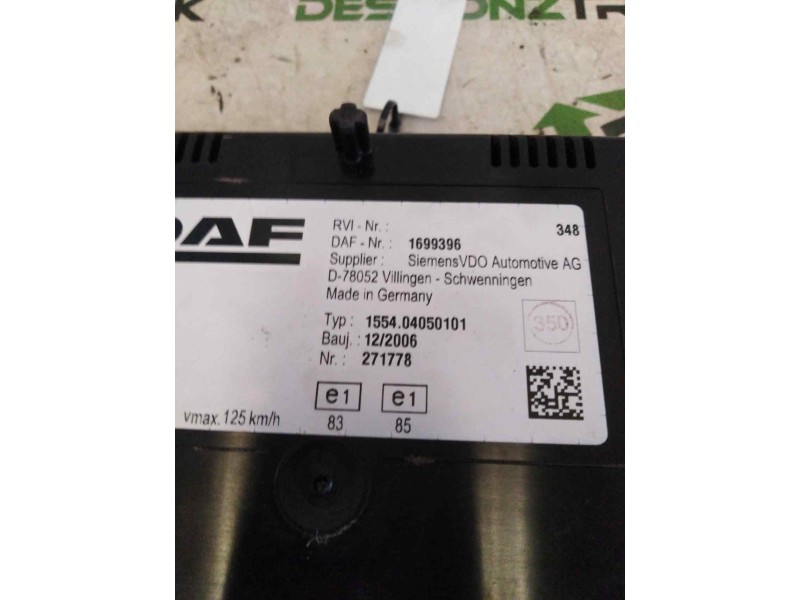 DAF
RVI - Nr. : 348
DAF - Nr. : 1699396
Supplier : SiemensVDO Automotive AG
D-78052 Villingen - Schwenningen
Made in Germany
Typ : 1554.04050101
350
Bauj. : 12/2006
Nr. : 271778
e1 e1
83 85
vmax. 125 km/h